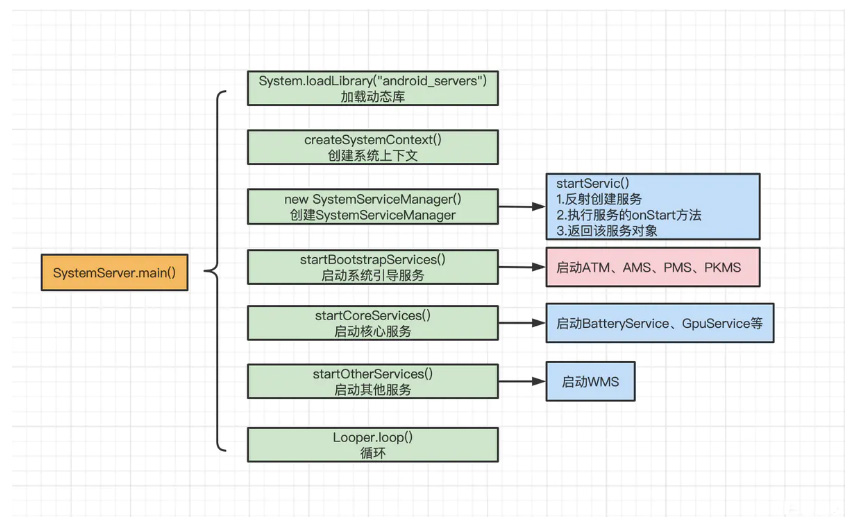 System.loadLibrary("android_servers")
加载动态库
createSystemContext()
创建系统上下文
new SystemServiceManager()
创建SystemServiceManager
startServic()
1.反射创建服务
2.执行服务的onStart方法
3.返回该服务对象
SystemServer.main()
startBootstrapServices()
启动系统引导服务
启动ATM、AMS、PMS、PKMS
startCoreServices()
启动核心服务
启动BatteryService、GpuService等
startOtherServices()
启动其他服务
启动WMS
Looper.loop()
循环